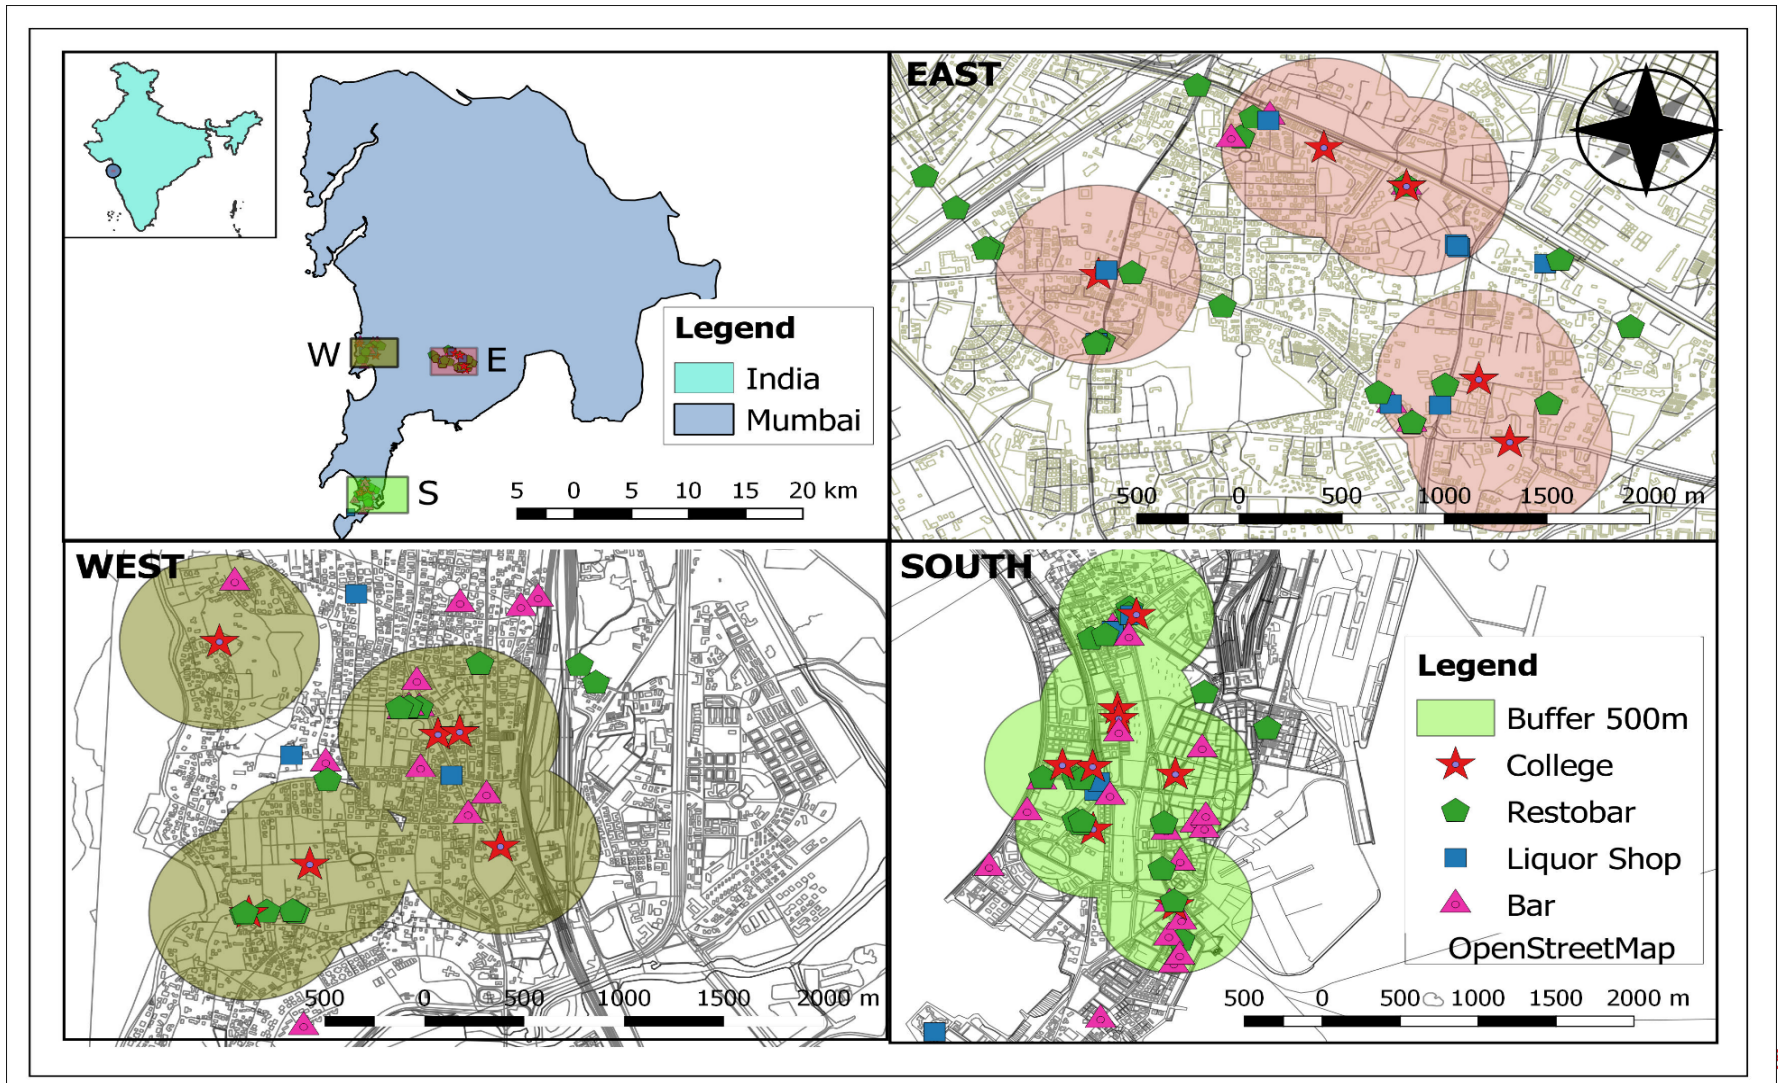 Legend
India
Mumbai
W
E
S
5 0 5 10 15 20 km
EAST
500 0 500 1000 1500 2000 m
WEST
500 0 500 1000 1500 2000 m
SOUTH
Legend
Buffer 500m
College
Restobar
Liquor Shop
Bar
OpenStreetMap
500 0 500 1000 1500 2000 m